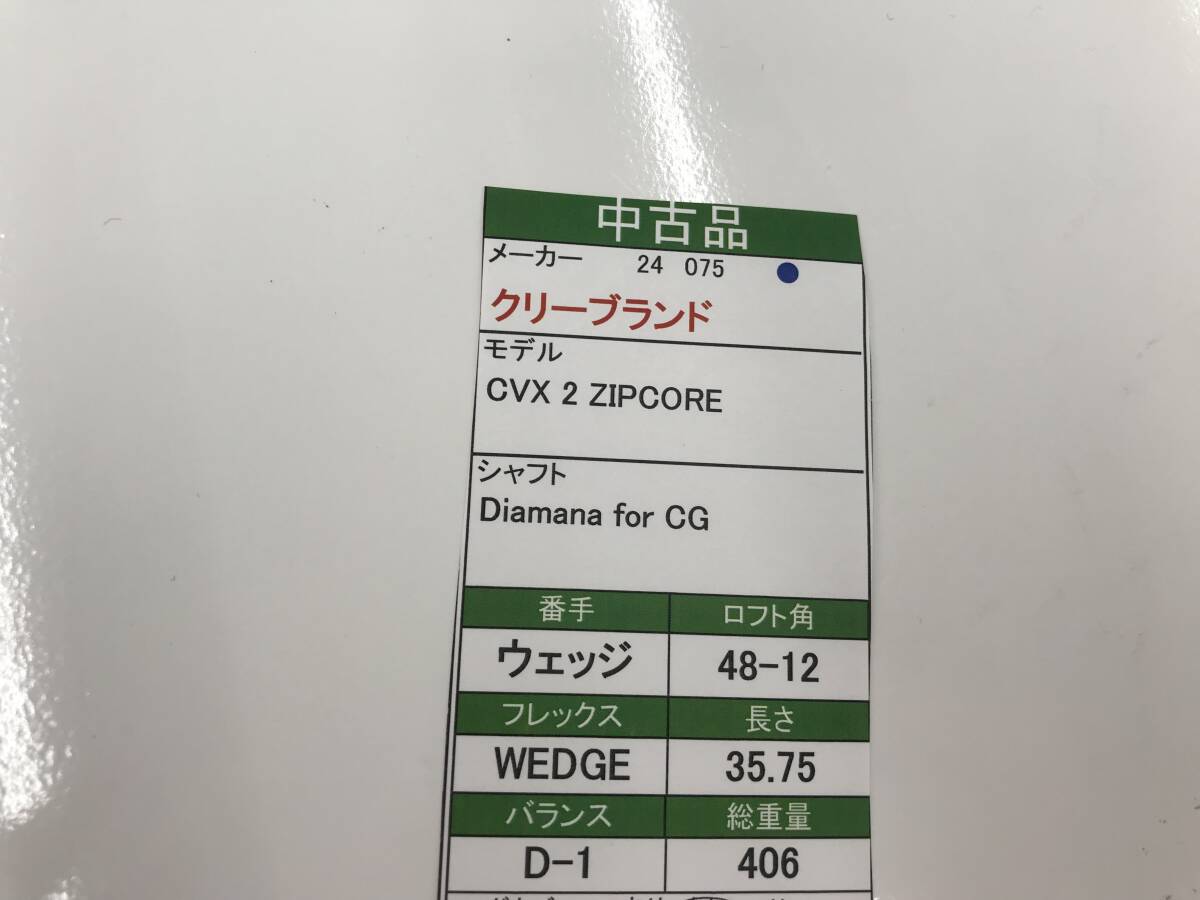 中古品
メーカー 24 075
クリーブランド
モデル
CVX 2 ZIPCORE
シャフト
Diamana for CG
番手 ロフト角
ウェッジ 48-12
フレックス 長さ
WEDGE 35.75
バランス 総重量
D-1 406